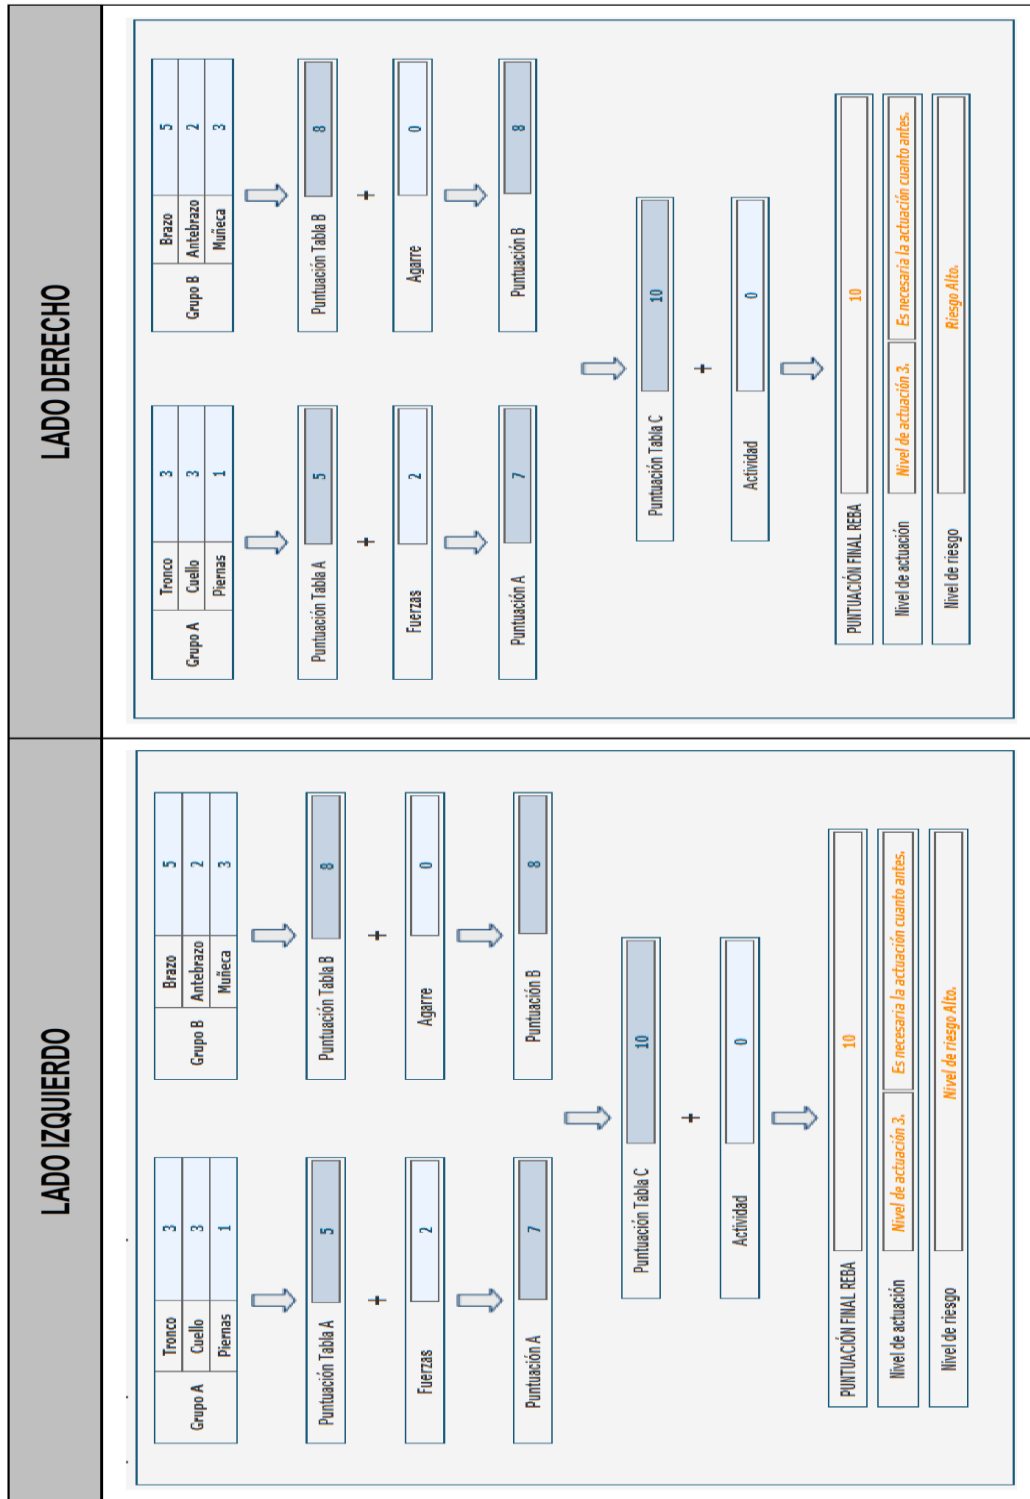 LADO IZQUIERDO
Grupo A
Tronco 3
Cuello 3
Piernas 1
Grupo B
Brazo 5
Antebrazo 2
Muñeca 3
Puntuación Tabla A 5
Puntuación Tabla B 8
+
+
Fuerzas 2
Agarre 0
Puntuación A 7
Puntuación B 8
Puntuación Tabla C 10
+
Actividad 0
PUNTUACIÓN FINAL REBA 10
Nivel de actuación Nivel de actuación 3. Es necesaria la actuación cuanto antes.
Nivel de riesgo Nivel de riesgo Alto.
LADO DERECHO
Grupo A
Tronco 3
Cuello 3
Piernas 1
Grupo B
Brazo 5
Antebrazo 2
Muñeca 3
Puntuación Tabla A 5
Puntuación Tabla B 8
+
+
Fuerzas 2
Agarre 0
Puntuación A 7
Puntuación B 8
Puntuación Tabla C 10
+
Actividad 0
PUNTUACIÓN FINAL REBA 10
Nivel de actuación Nivel de actuación 3. Es necesaria la actuación cuanto antes.
Nivel de riesgo Riesgo Alto.